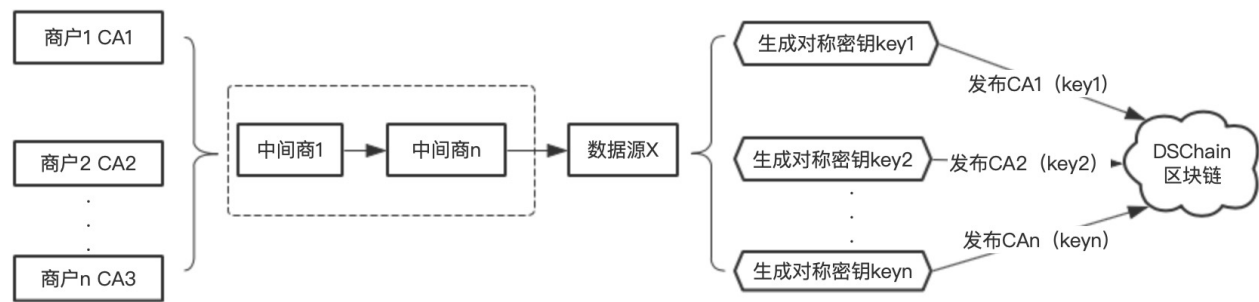 商户1 CA1
商户2 CA2
商户n CA3
中间商1
中间商n
数据源X
生成对称密钥key1
生成对称密钥key2
生成对称密钥keyn
发布CA1（key1）
发布CA2（key2）
发布CAn（keyn）
DSChain
区块链